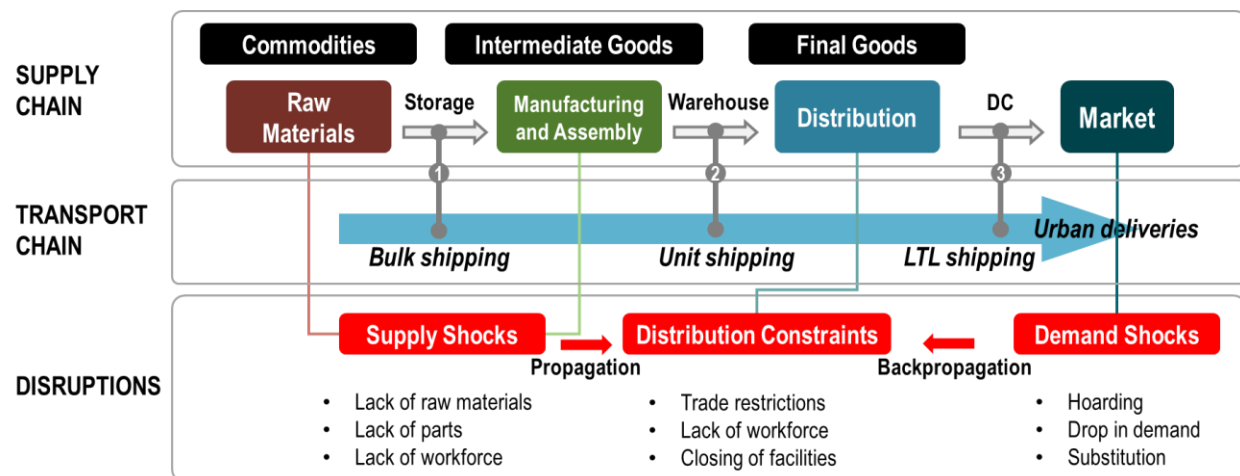 SUPPLY
CHAIN
Commodities
Intermediate Goods
Final Goods
Raw
Materials
Storage
Manufacturing
and Assembly
Warehouse
Distribution
DC
Market
1
2
3
TRANSPORT
CHAIN
Bulk shipping
Unit shipping
LTL shipping
Urban deliveries
DISRUPTIONS
Supply Shocks
Propagation
Distribution Constraints
Backpropagation
Demand Shocks
• Lack of raw materials
• Lack of parts
• Lack of workforce
• Trade restrictions
• Lack of workforce
• Closing of facilities
• Hoarding
• Drop in demand
• Substitution